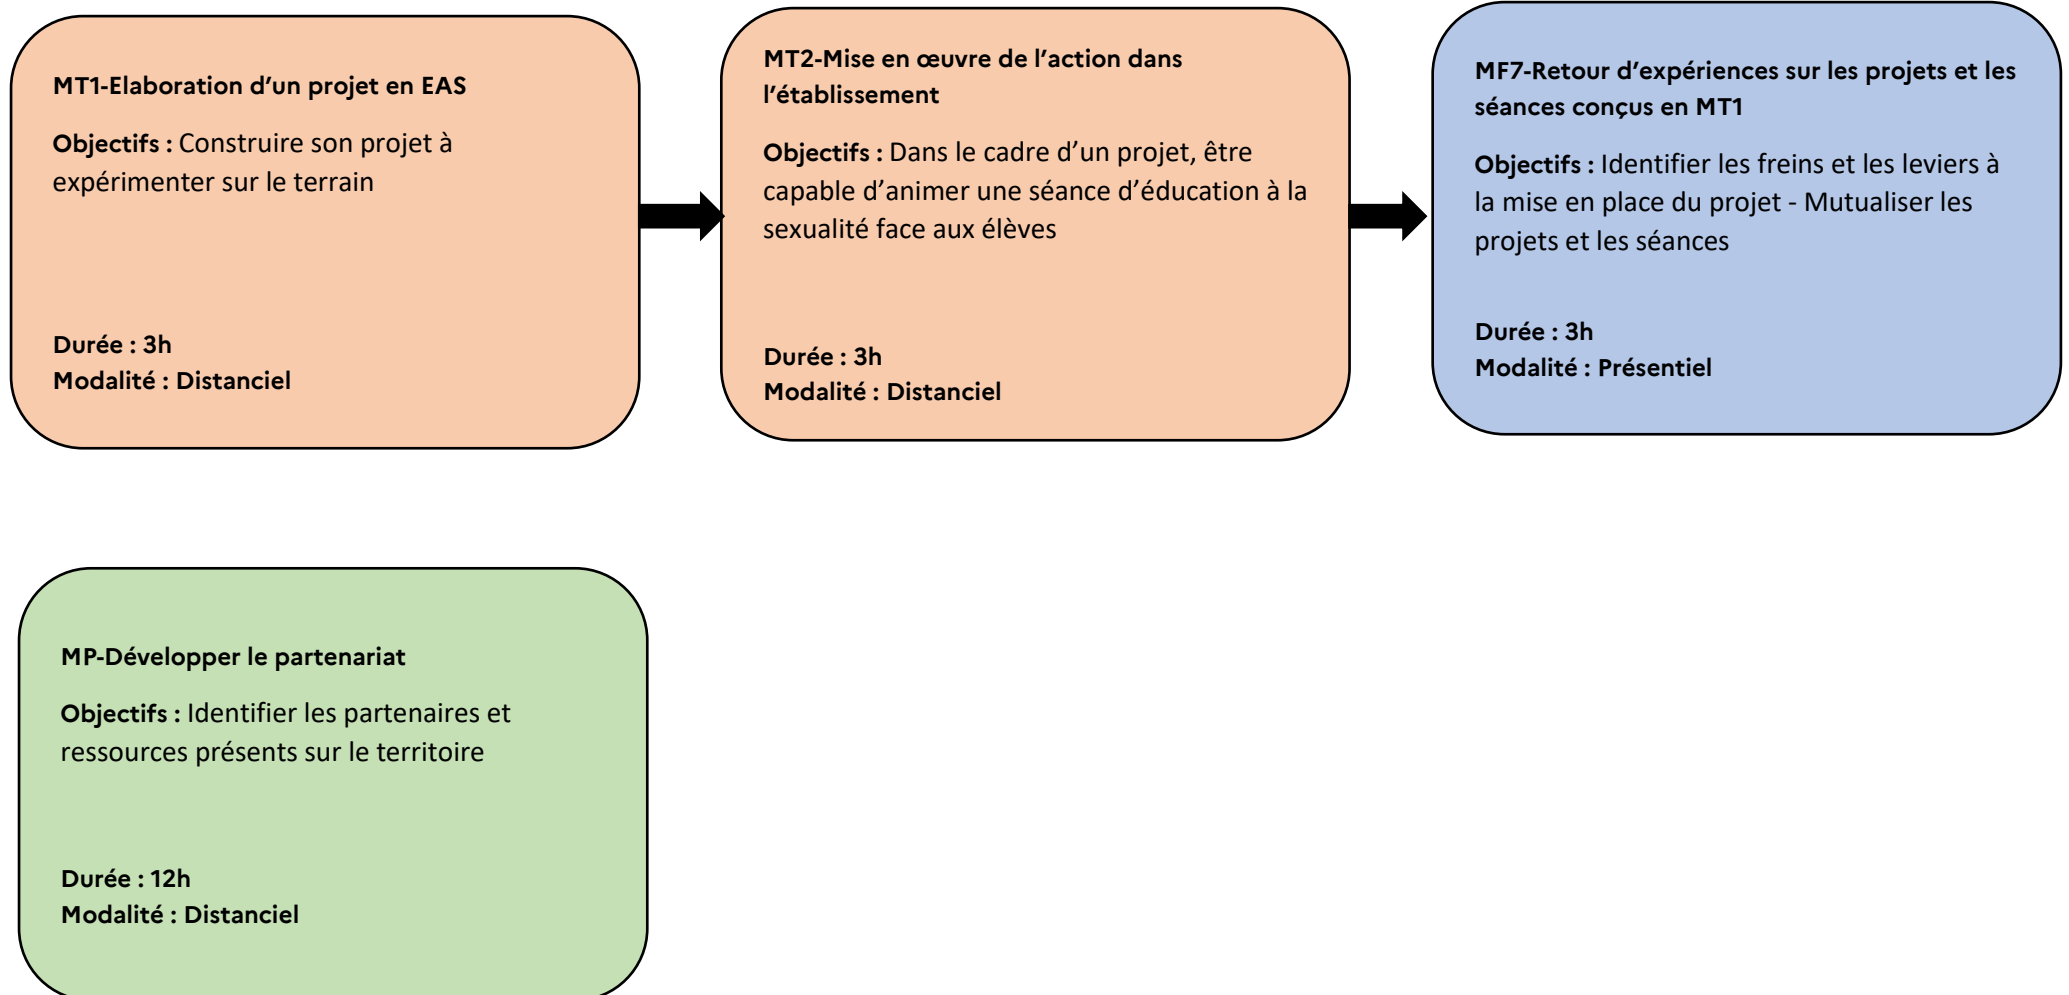 MT1-Elaboration d’un projet en EAS
Objectifs : Construire son projet à
expérimenter sur le terrain
Durée : 3h
Modalité : Distanciel
MT2-Mise en œuvre de l’action dans
l’établissement
Objectifs : Dans le cadre d’un projet, être
capable d’animer une séance d’éducation à la
sexualité face aux élèves
Durée : 3h
Modalité : Distanciel
MF7-Retour d’expériences sur les projets et les
séances conçus en MT1
Objectifs : Identifier les freins et les leviers à
la mise en place du projet - Mutualiser les
projets et les séances
Durée : 3h
Modalité : Présentiel
MP-Développer le partenariat
Objectifs : Identifier les partenaires et
ressources présents sur le territoire
Durée : 12h
Modalité : Distanciel